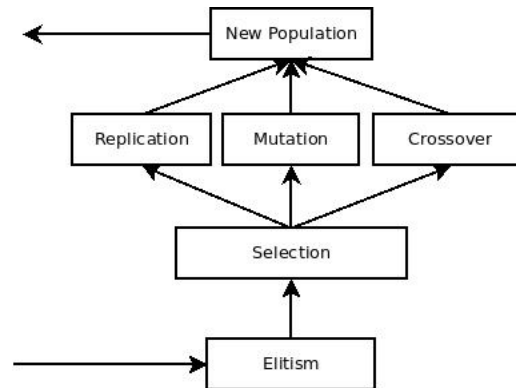 New Population
Replication
Mutation
Crossover
Selection
Elitism